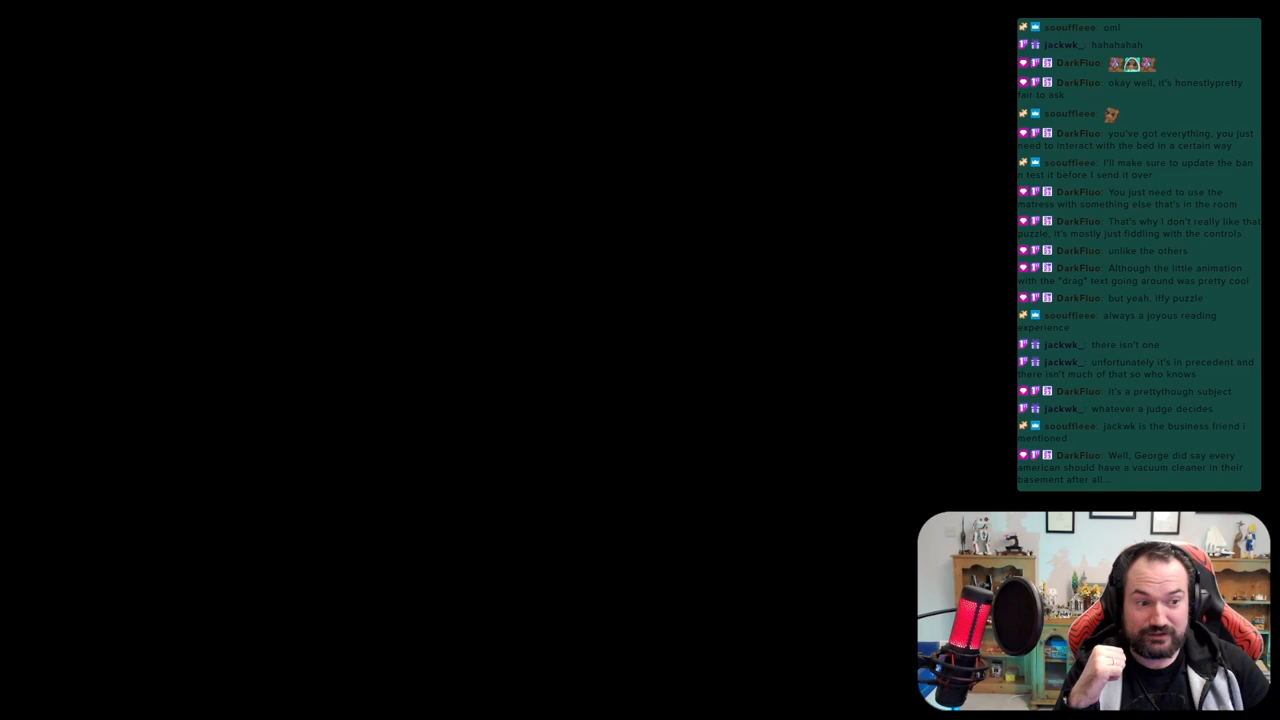 soouffleee: omi
jackwk_: hahahahah
DarkFluo:
DarkFluo: okay well, it's honestlypretty
fair to ask
soouffleee:
DarkFluo: you've got everything, you just
need to interact with the bed in a certain way
soouffleee: I'll make sure to update the ban
n test it before I send it over
DarkFluo: You just need to use the
matress with something else that's in the room
DarkFluo: That's why I don't really like that
puzzle, it's mostly just fiddling with the controls
DarkFluo: unlike the others
DarkFluo: Although the little animation
with the "drag" text going around was pretty cool
DarkFluo: but yeah, iffy puzzle
soouffleee: always a joyous reading
experience
jackwk_: there isn't one
jackwk_: unfortunately it's in precedent and
there isn't much of that so who knows
DarkFluo: it's a prettythough subject
jackwk_: whatever a judge decides
soouffleee: jackwk is the business friend i
mentioned
DarkFluo: Well, George did say every
american should have a vacuum cleaner in their
basement after all...